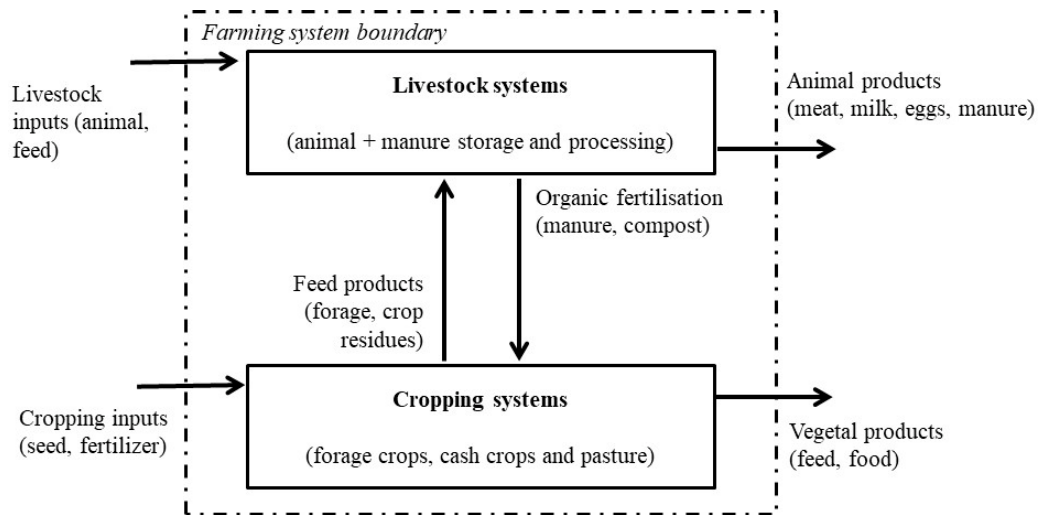 Farming system boundary
Livestock
inputs (animal,
feed)
Livestock systems
(animal + manure storage and processing)
Animal products
(meat, milk, eggs, manure)
Organic fertilisation
(manure, compost)
Feed products
(forage, crop
residues)
Cropping inputs
(seed, fertilizer)
Cropping systems
(forage crops, cash crops and pasture)
Vegetal products
(feed, food)